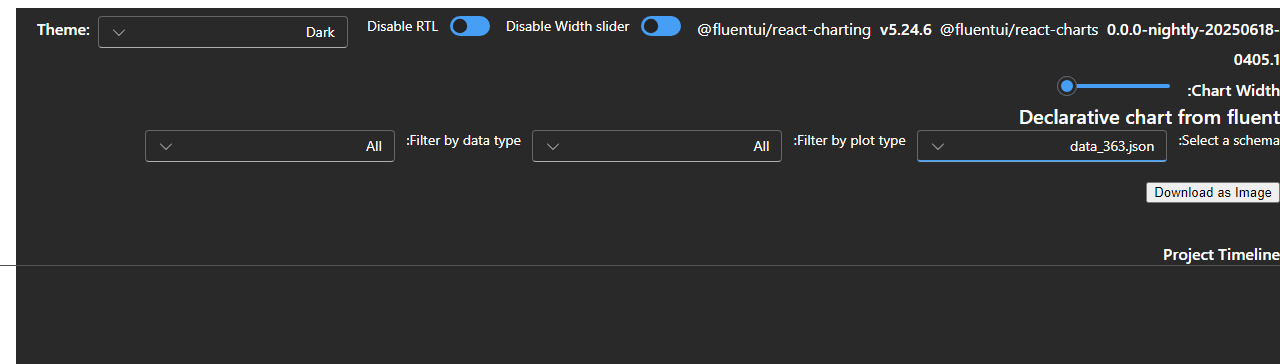 Theme: Dark Disable RTL Disable Width slider @fluentui/react-charting v5.24.6 @fluentui/react-charts 0.0.0-nightly-20250618-
0405.1
:Chart Width
Declarative chart from fluent
:Select a schema data_363.json :Filter by plot type All :Filter by data type All
Download as Image
Project Timeline